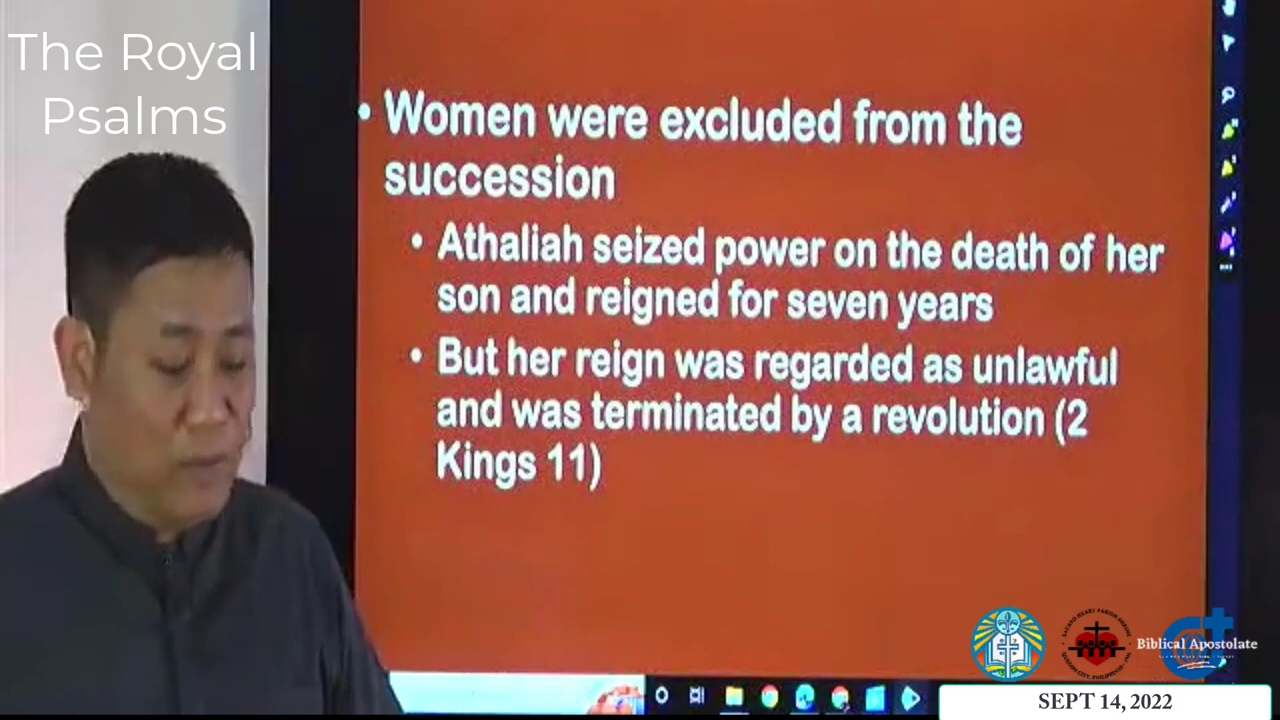 The Royal
Psalms
• Women were excluded from the
succession
• Athaliah seized power on the death of her
son and reigned for seven years
• But her reign was regarded as unlawful
and was terminated by a revolution (2
Kings 11)
Biblical Apostolate
SEPT 14, 2022